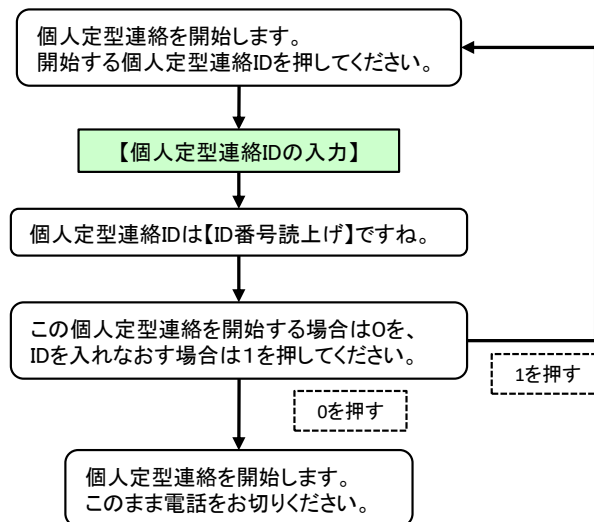 個人定型連絡を開始します。
開始する個人定型連絡IDを押してください。
【個人定型連絡IDの入力】
個人定型連絡IDは【ID番号読上げ】ですね。
この個人定型連絡を開始する場合は0を、
IDを入れなおす場合は1を押してください。
1を押す
0を押す
個人定型連絡を開始します。
このまま電話をお切りください。